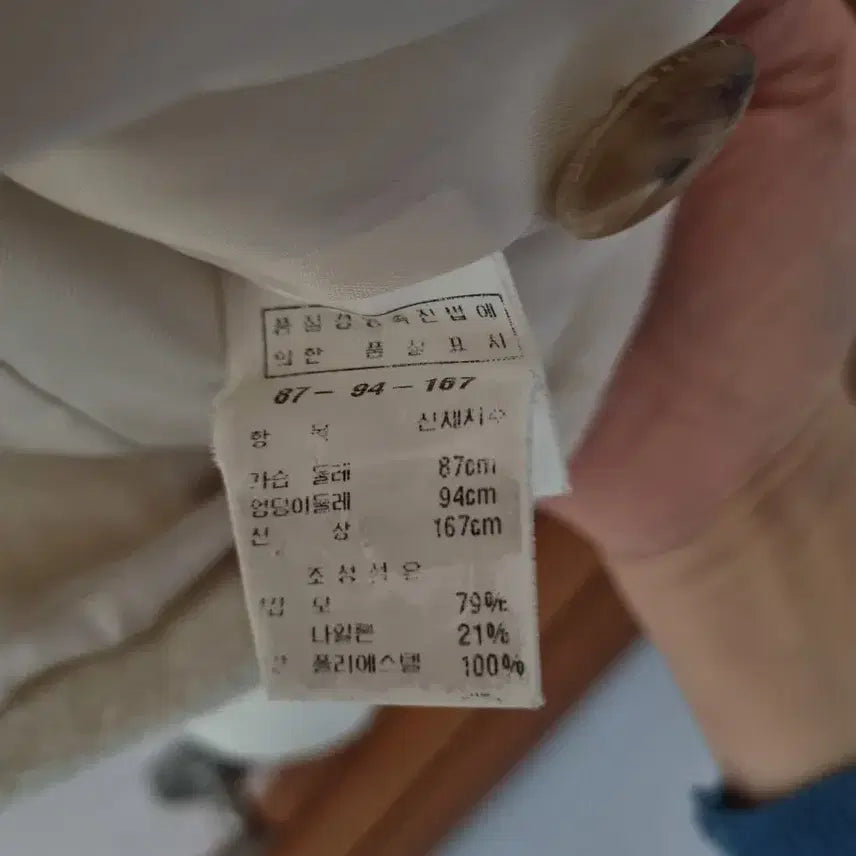 품질경영촉진법에
의한 품질표시
87-94-167
항 목 신체치수
가슴둘레 87cm
엉덩이둘레 94cm
신 장 167cm
조성섬유
모 79%
나일론 21%
폴리에스텔 100%